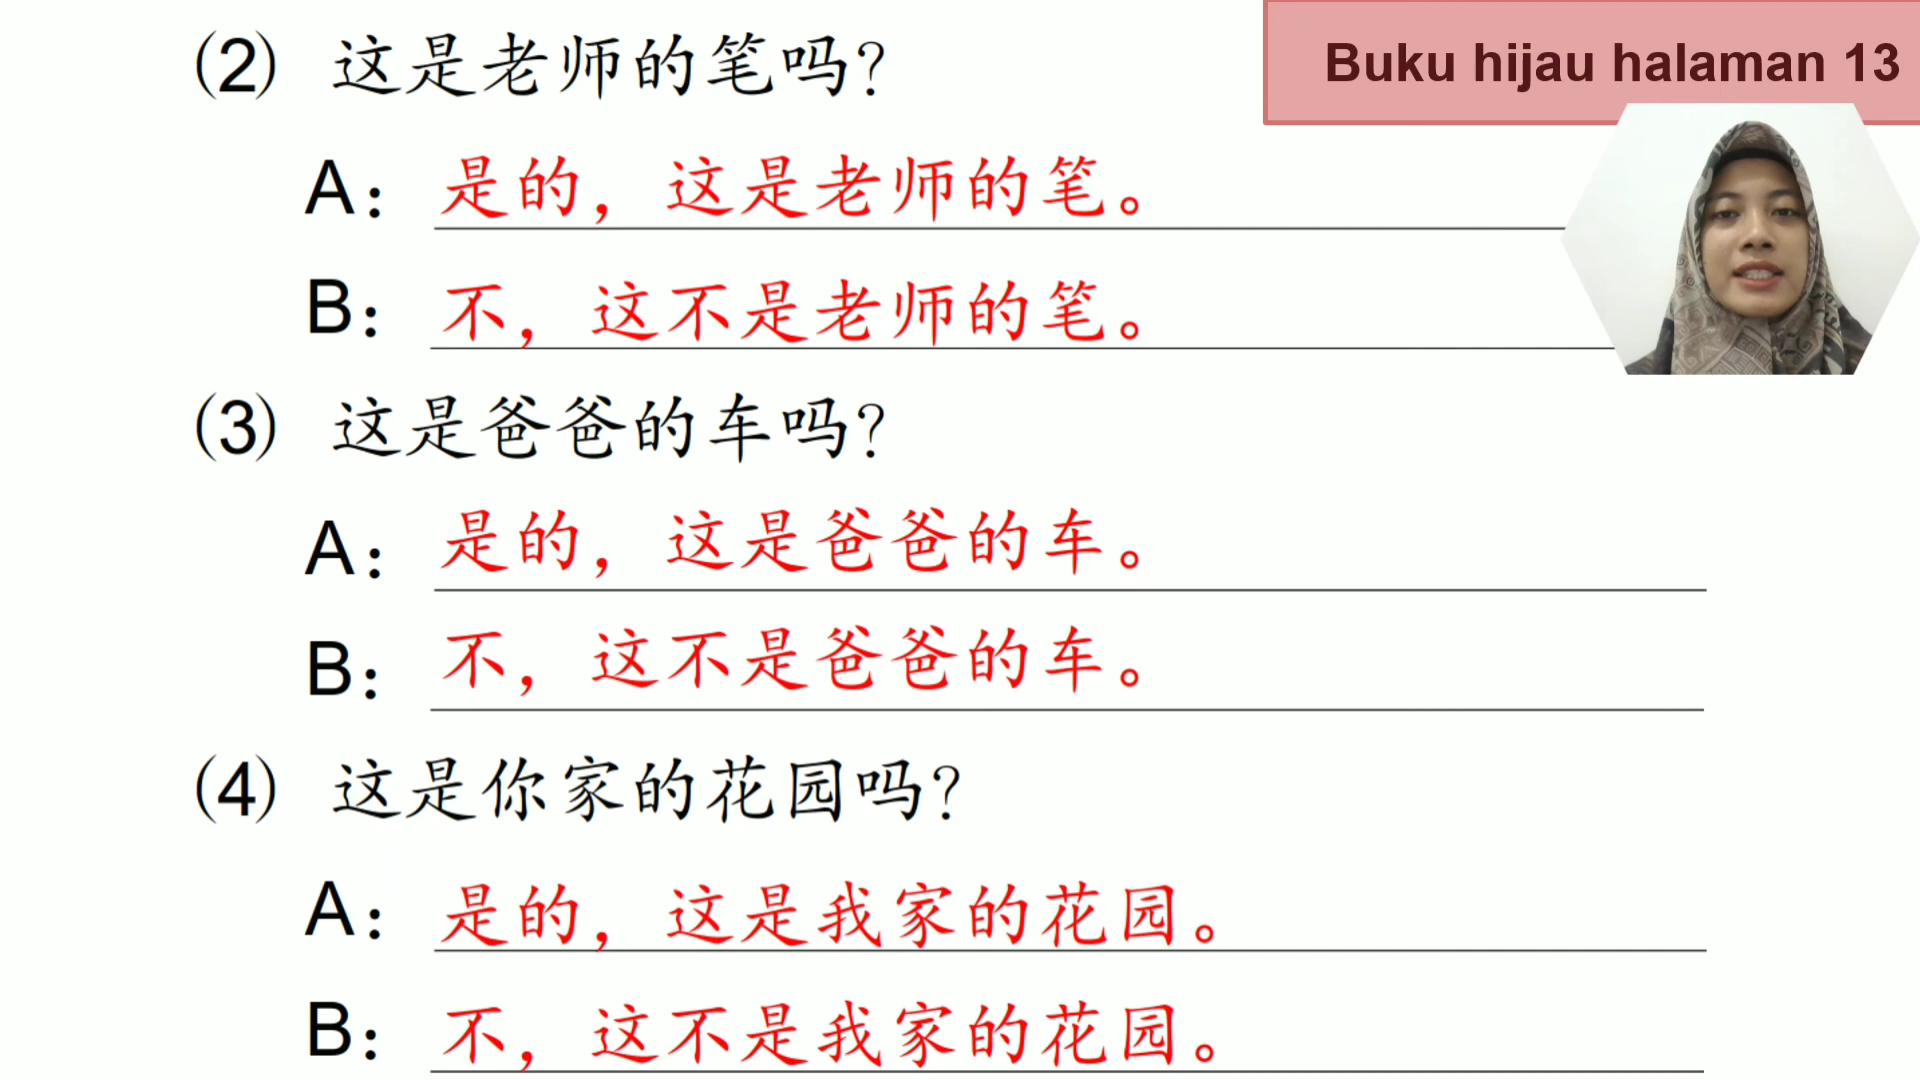 Buku hijau halaman 13
(2) 这是老师的笔吗？
A： 是的，这是老师的笔。
B： 不，这不是老师的笔。
(3) 这是爸爸的车吗？
A： 是的，这是爸爸的车。
B： 不，这不是爸爸的车。
(4) 这是你家的花园吗？
A： 是的，这是我家的花园。
B： 不，这不是我家的花园。